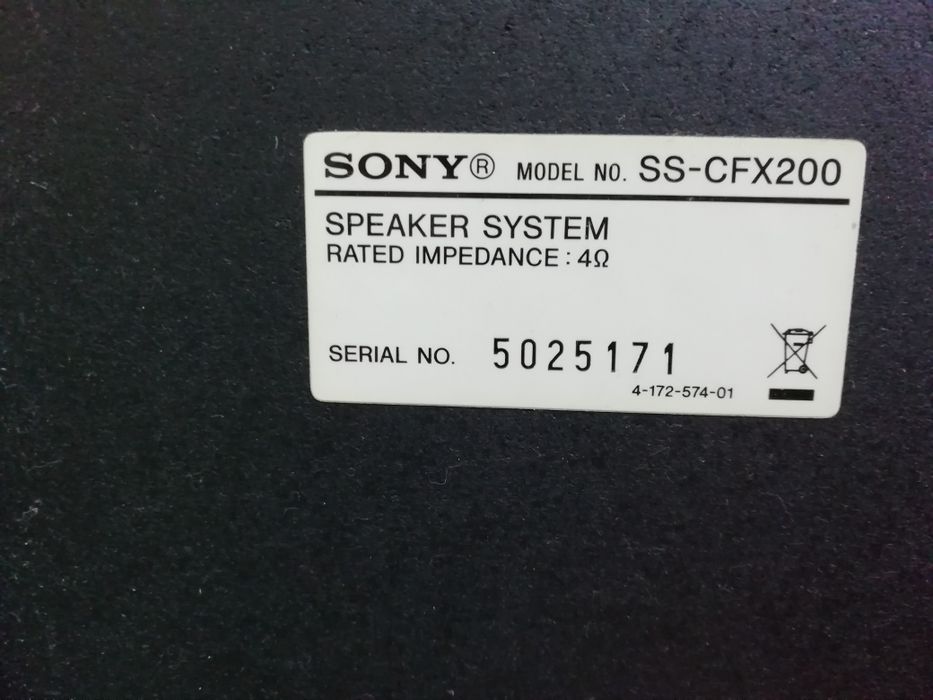 SONY® MODEL NO. SS-CFX200
SPEAKER SYSTEM
RATED IMPEDANCE : 4Ω
SERIAL NO. 5025171
4-172-574-01